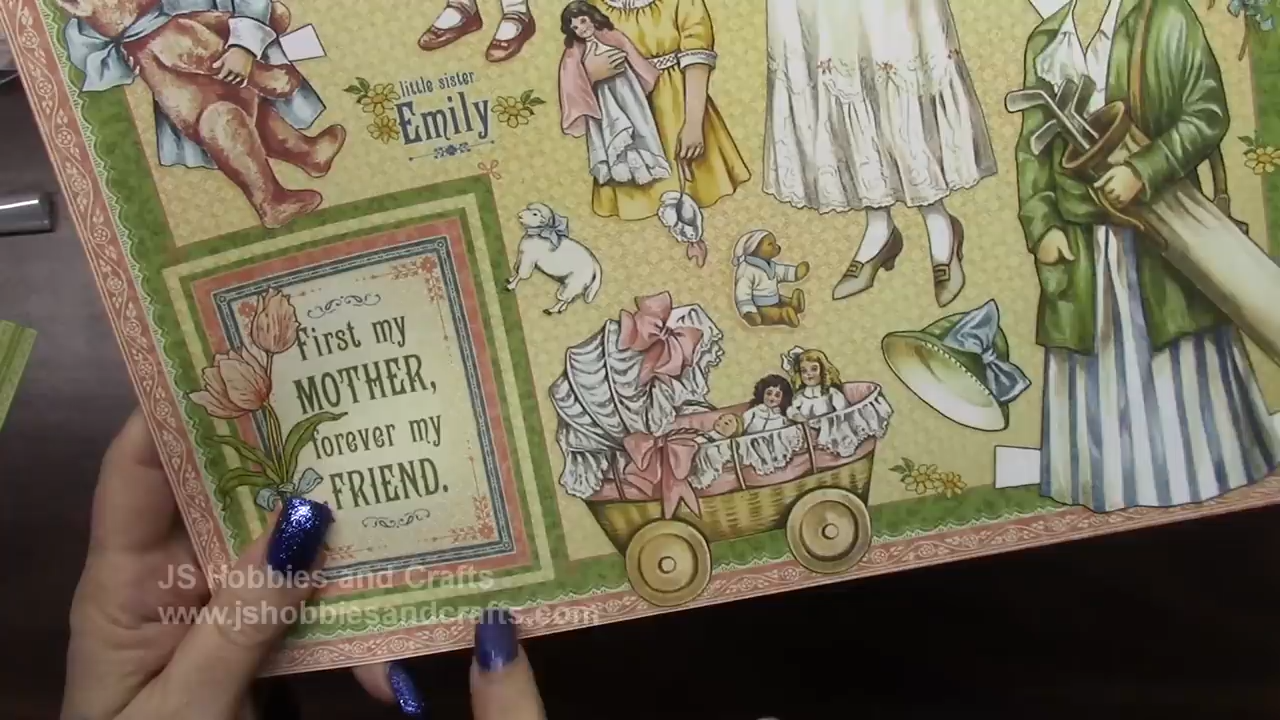 little sister
Emily
First my
MOTHER,
forever my
FRIEND.
JS Hobbies and Crafts
www.jshobbiesandcrafts.com